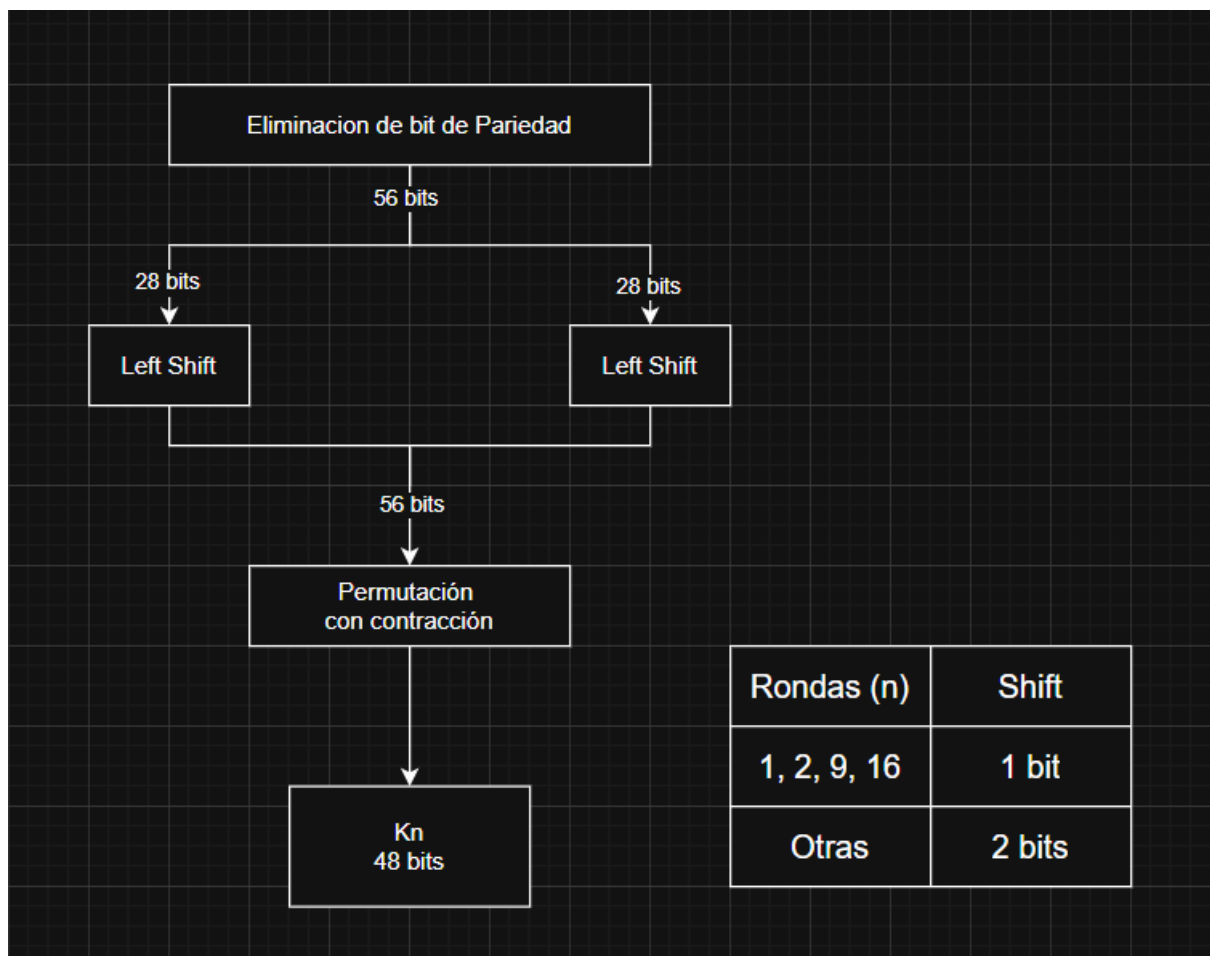 Eliminacion de bit de Pariedad
56 bits
28 bits
28 bits
Left Shift
Left Shift
56 bits
Permutación
con contracción
Kn
48 bits
Rondas (n) Shift
1, 2, 9, 16 1 bit
Otras 2 bits